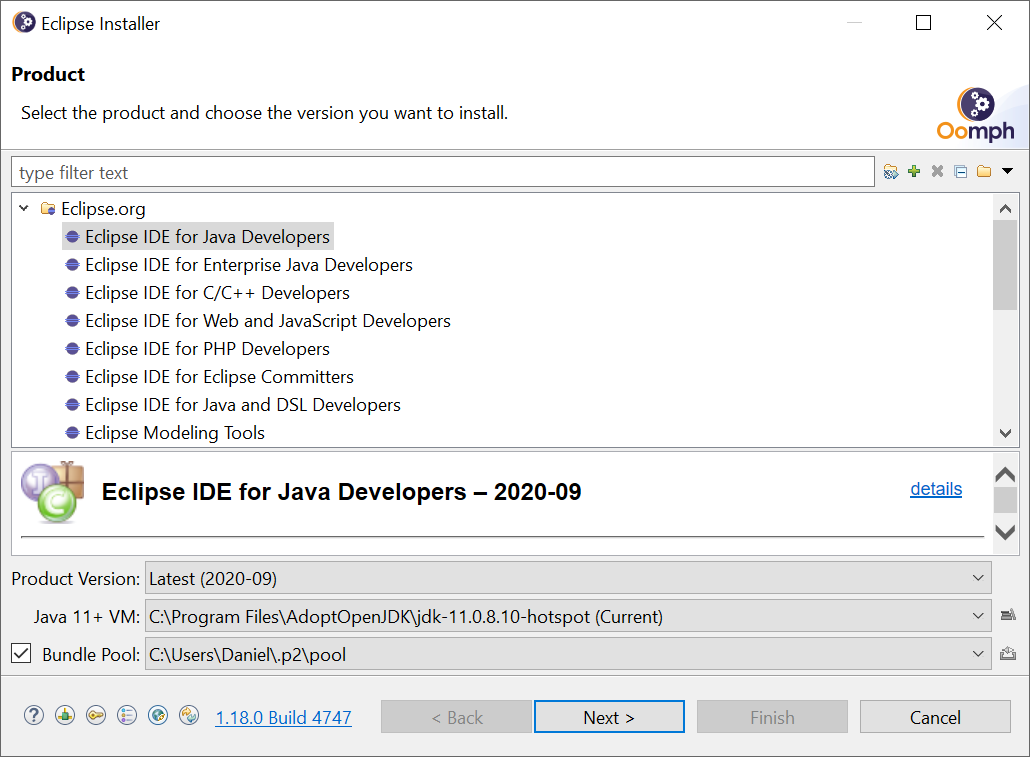 Eclipse Installer
Product
Select the product and choose the version you want to install.
Oomph
type filter text
Eclipse.org
Eclipse IDE for Java Developers
Eclipse IDE for Enterprise Java Developers
Eclipse IDE for C/C++ Developers
Eclipse IDE for Web and JavaScript Developers
Eclipse IDE for PHP Developers
Eclipse IDE for Eclipse Committers
Eclipse IDE for Java and DSL Developers
Eclipse Modeling Tools
J
C
Eclipse IDE for Java Developers – 2020-09 details
Product Version: Latest (2020-09)
Java 11+ VM: C:\Program Files\AdoptOpenJDK\jdk-11.0.8.10-hotspot (Current)
Bundle Pool: C:\Users\Daniel\.p2\pool
? 1.18.0 Build 4747 < Back Next > Finish Cancel